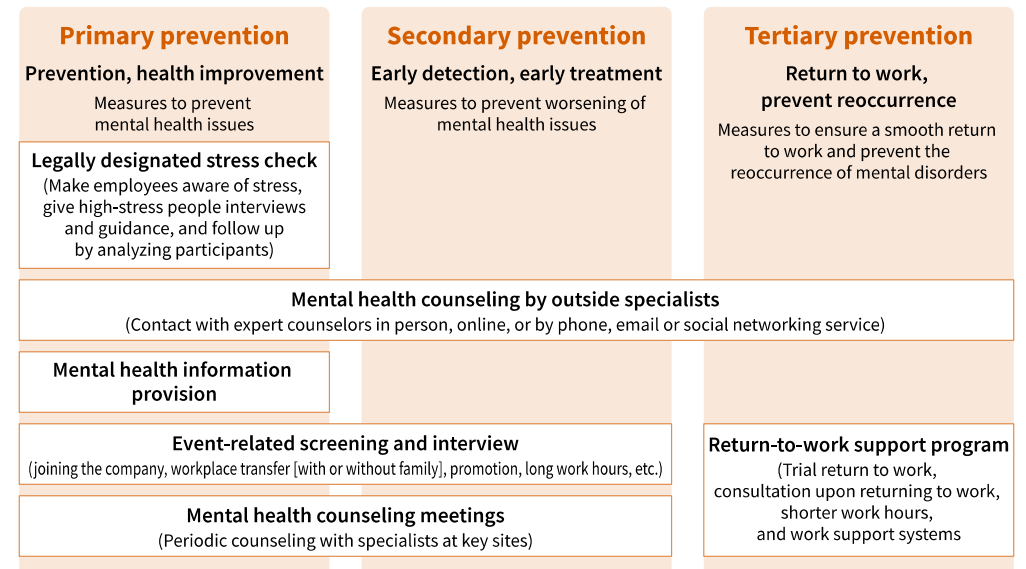 Primary prevention
Prevention, health improvement
Measures to prevent
mental health issues
Secondary prevention
Early detection, early treatment
Measures to prevent worsening of
mental health issues
Tertiary prevention
Return to work,
prevent reoccurrence
Measures to ensure a smooth return
to work and prevent the
reoccurrence of mental disorders
Legally designated stress check
(Make employees aware of stress,
give high-stress people interviews
and guidance, and follow up
by analyzing participants)
Mental health counseling by outside specialists
(Contact with expert counselors in person, online, or by phone, email or social networking service)
Mental health information
provision
Event-related screening and interview
(joining the company, workplace transfer [with or without family], promotion, long work hours, etc.)
Mental health counseling meetings
(Periodic counseling with specialists at key sites)
Return-to-work support program
(Trial return to work,
consultation upon returning to work,
shorter work hours,
and work support systems